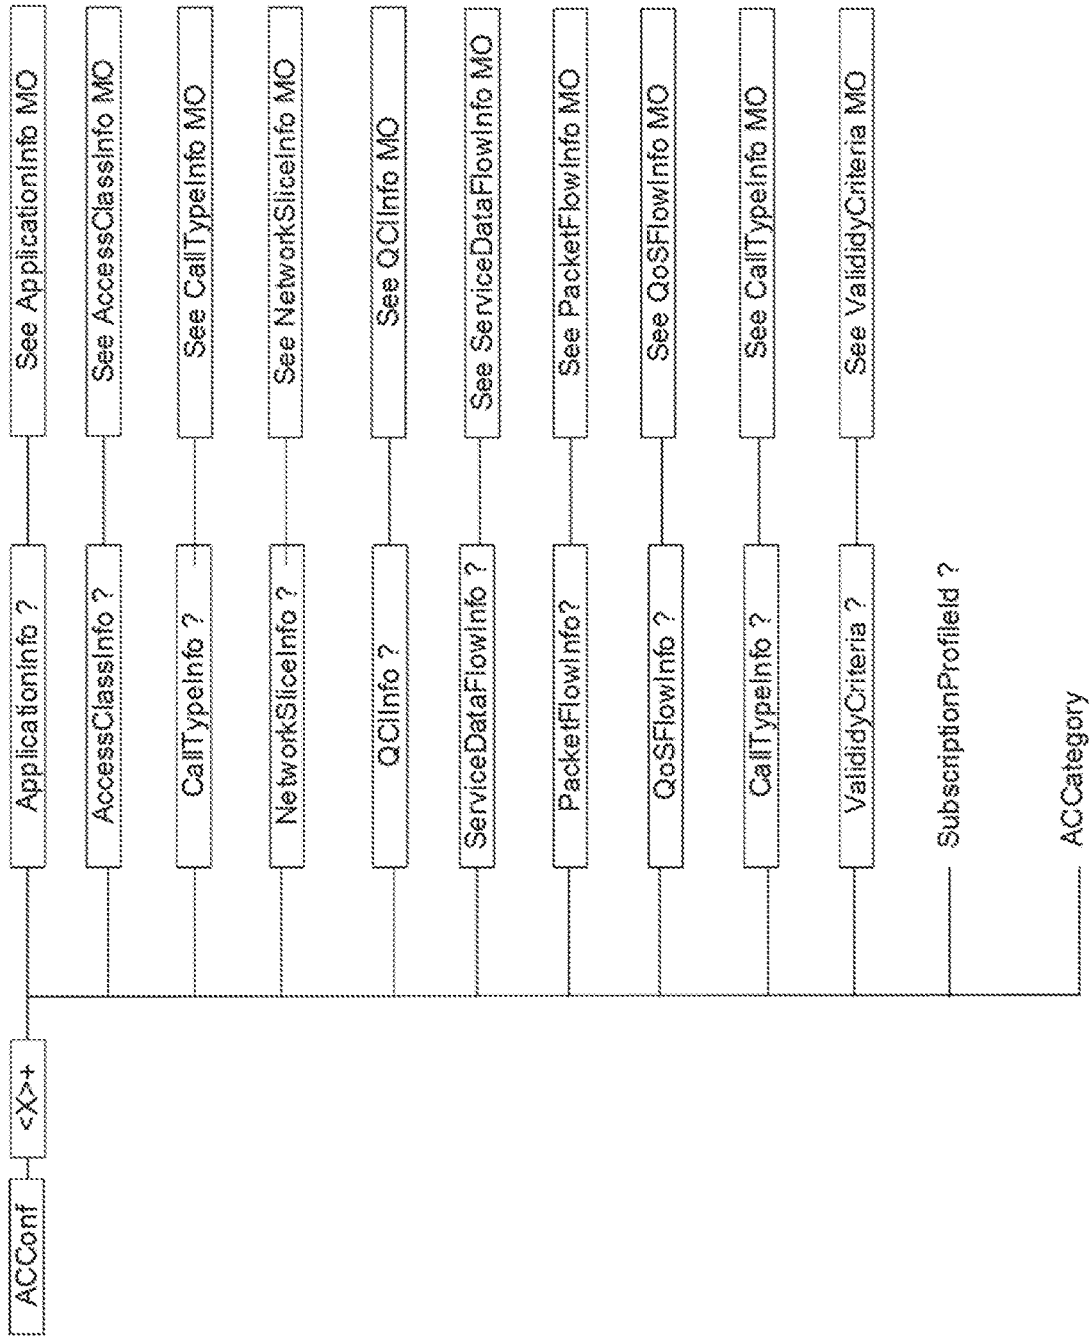 ACConf
<X>+
ApplicationInfo ?
See ApplicationInfo MO
AccessClassInfo ?
See AccessClassInfo MO
CallTypeInfo ?
See CallTypeInfo MO
NetworkSliceInfo ?
See NetworkSliceInfo MO
QCIInfo ?
See QCIInfo MO
ServiceDataFlowInfo ?
See ServiceDataFlowInfo MO
PacketFlowInfo?
See PacketFlowInfo MO
QoSFlowInfo ?
See QoSFlowInfo MO
CallTypeInfo ?
See CallTypeInfo MO
ValididyCriteria ?
See ValididyCriteria MO
SubscriptionProfileId ?
ACCategory